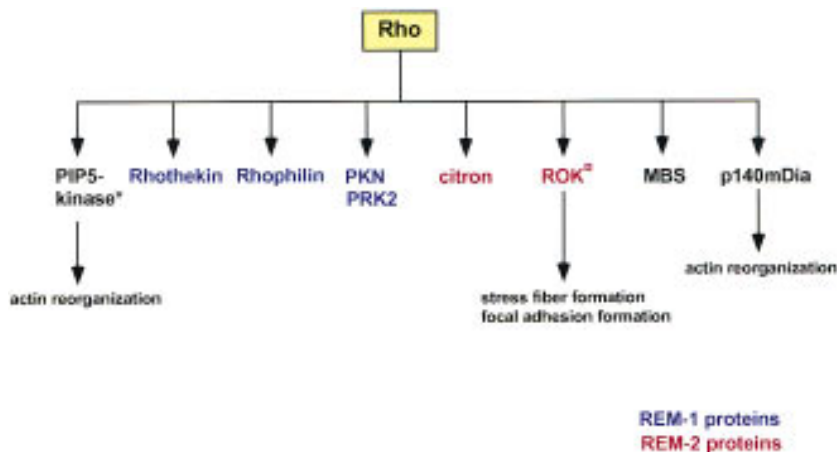 Rho
PIP5-
kinase*
Rhothekin
Rhophilin
PKN
PRK2
citron
ROKα
MBS
p140mDia
actin reorganization
stress fiber formation
focal adhesion formation
actin reorganization
REM-1 proteins
REM-2 proteins